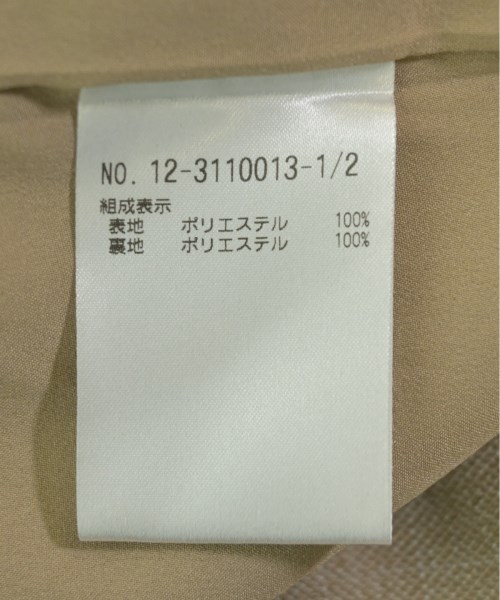 NO. 12-3110013-1/2
組成表示
表地 ポリエステル 100%
裏地 ポリエステル 100%